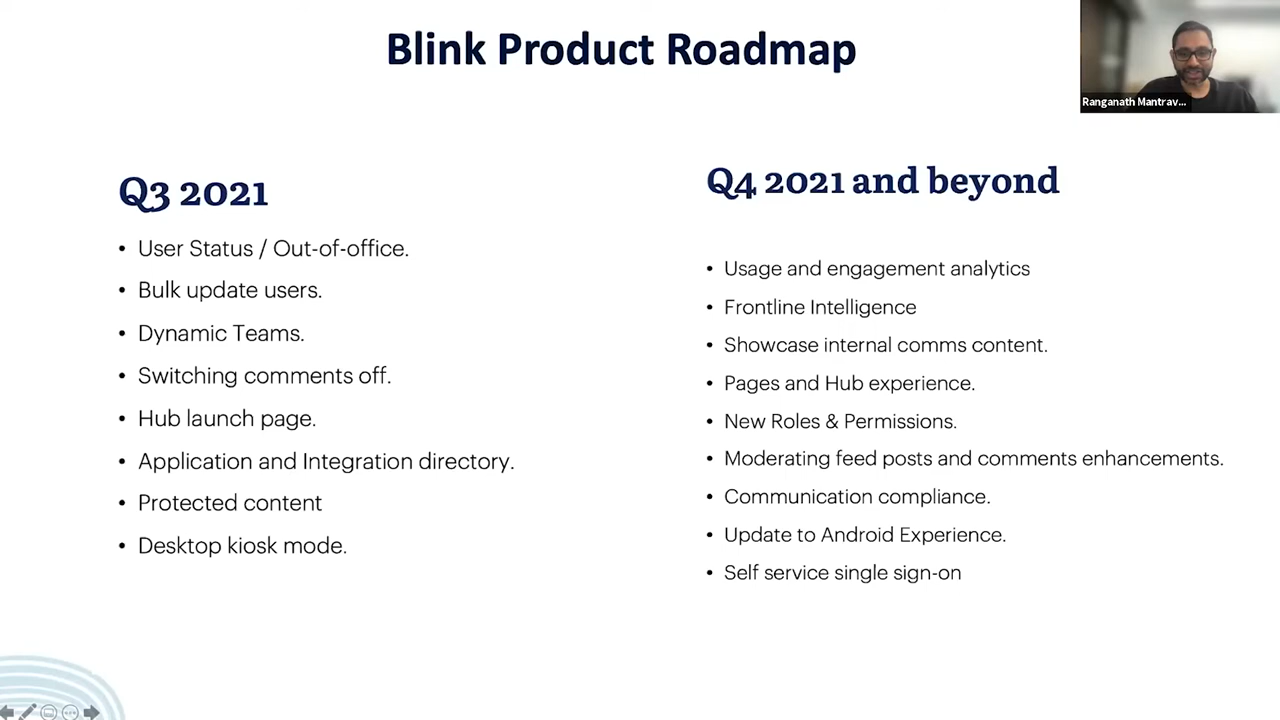 Blink Product Roadmap
Ranganath Mantrav...
Q3 2021
• User Status / Out-of-office.
• Bulk update users.
• Dynamic Teams.
• Switching comments off.
• Hub launch page.
• Application and Integration directory.
• Protected content
• Desktop kiosk mode.
Q4 2021 and beyond
• Usage and engagement analytics
• Frontline Intelligence
• Showcase internal comms content.
• Pages and Hub experience.
• New Roles & Permissions.
• Moderating feed posts and comments enhancements.
• Communication compliance.
• Update to Android Experience.
• Self service single sign-on